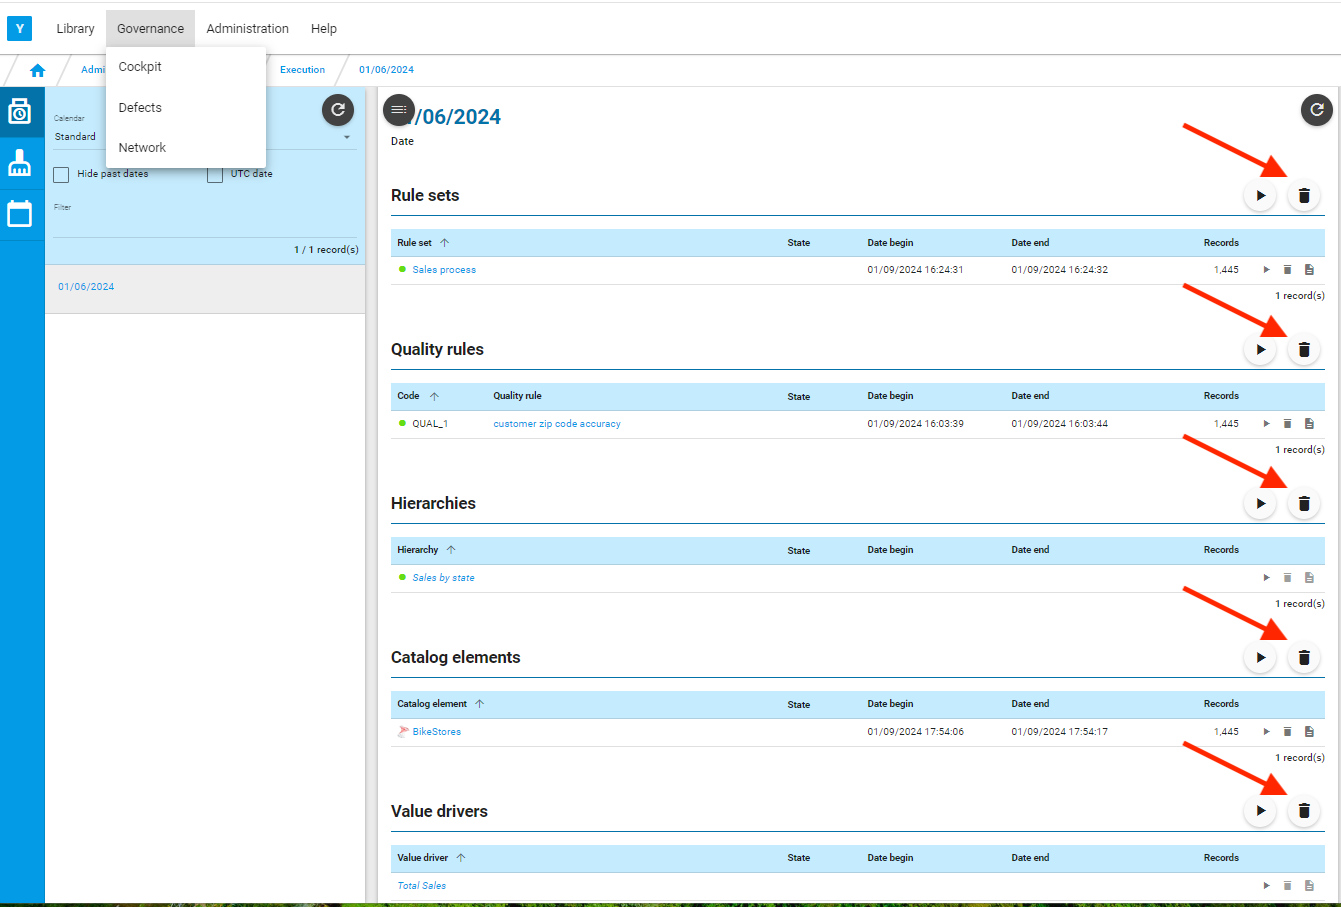 Y Library Governance Administration Help
Cockpit
Defects
Network
Admi Execution 01/06/2024
Calendar
Standard
Hide past dates UTC date
Filter
1 / 1 record(s)
01/06/2024
/06/2024
Date
Rule sets
Rule set State Date begin Date end Records
Sales process 01/09/2024 16:24:31 01/09/2024 16:24:32 1,445
1 record(s)
Quality rules
Code Quality rule State Date begin Date end Records
QUAL_1 customer zip code accuracy 01/09/2024 16:03:39 01/09/2024 16:03:44 1,445
1 record(s)
Hierarchies
Hierarchy State Date begin Date end Records
Sales by state
1 record(s)
Catalog elements
Catalog element State Date begin Date end Records
BikeStores 01/09/2024 17:54:06 01/09/2024 17:54:17 1,445
1 record(s)
Value drivers
Value driver State Date begin Date end Records
Total Sales